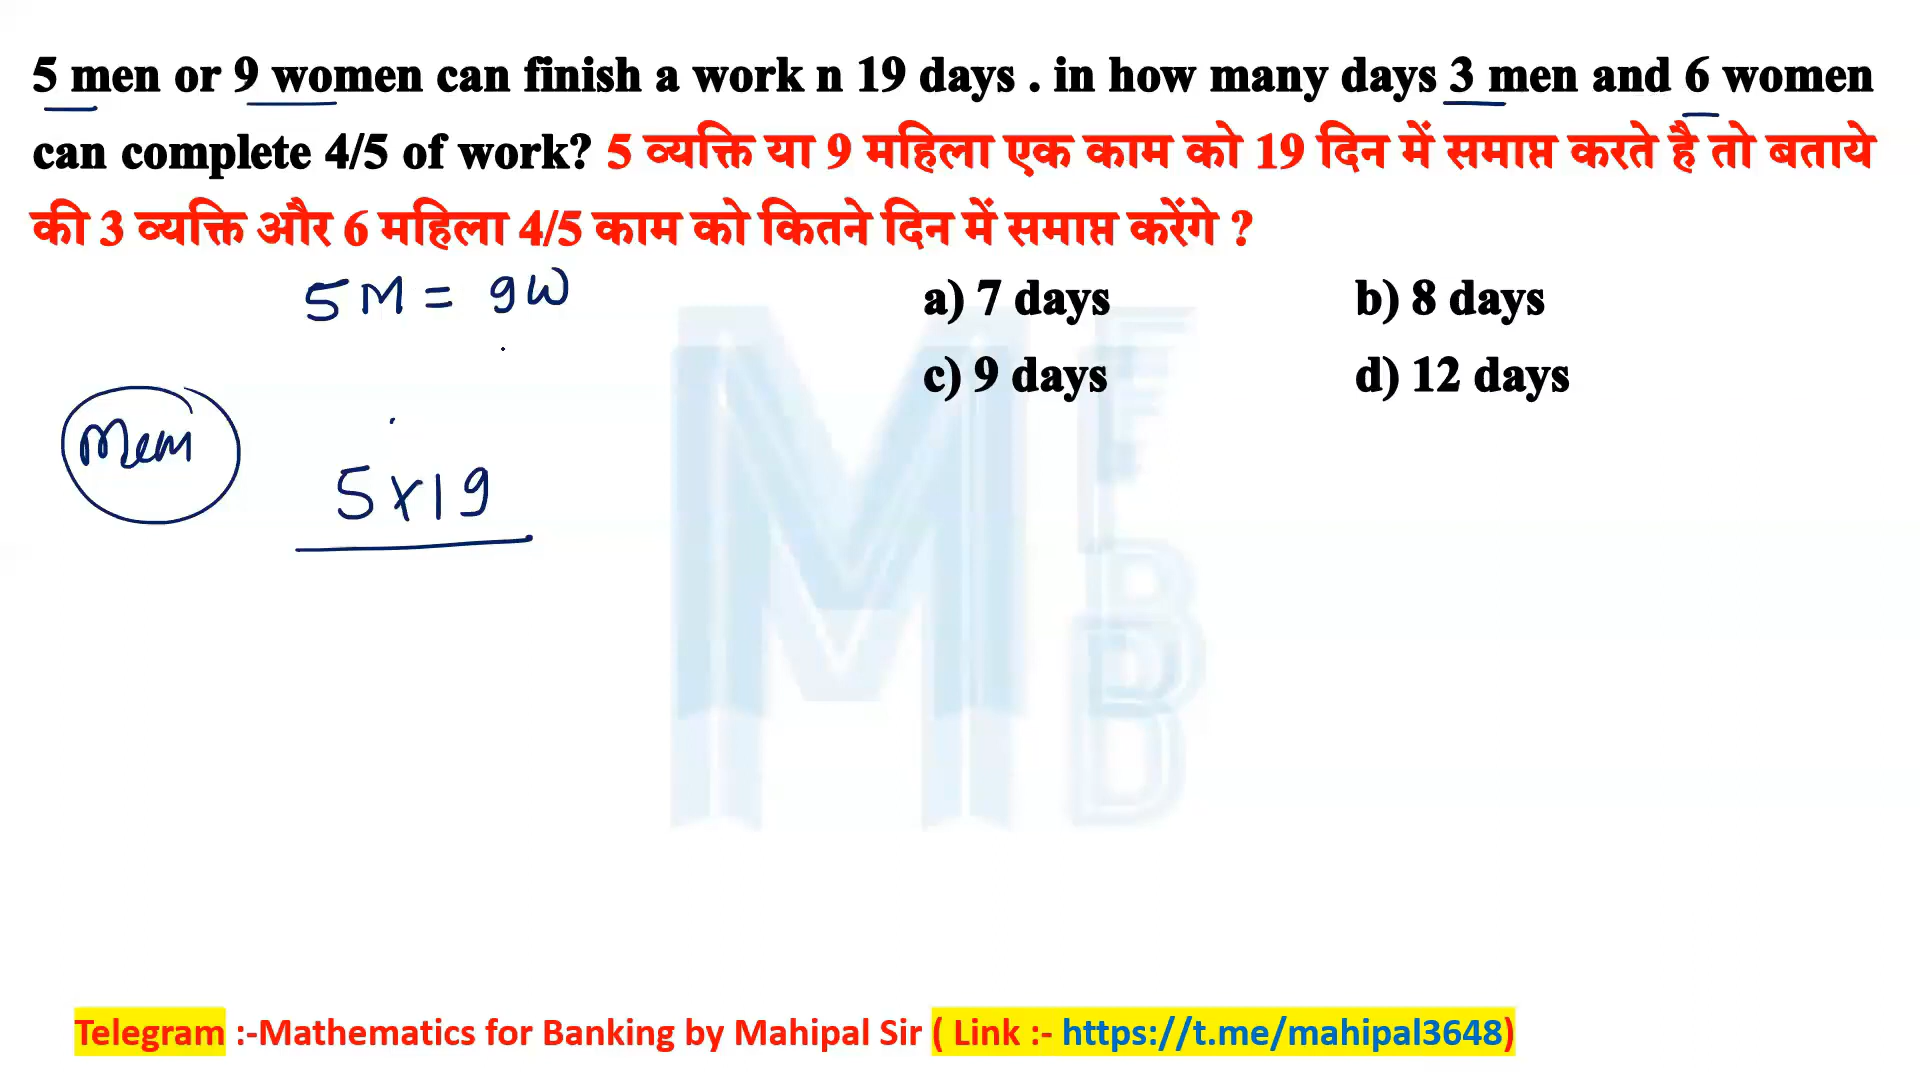 5 men or 9 women can finish a work n 19 days . in how many days 3 men and 6 women
can complete 4/5 of work? 5 व्यक्ति या 9 महिला एक काम को 19 दिन में समाप्त करते है तो बताये
की 3 व्यक्ति और 6 महिला 4/5 काम को कितने दिन में समाप्त करेंगे ?
5 M = 9W
a) 7 days b) 8 days
c) 9 days d) 12 days
Mem
5x19
Telegram :-Mathematics for Banking by Mahipal Sir ( Link :- https://t.me/mahipal3648)